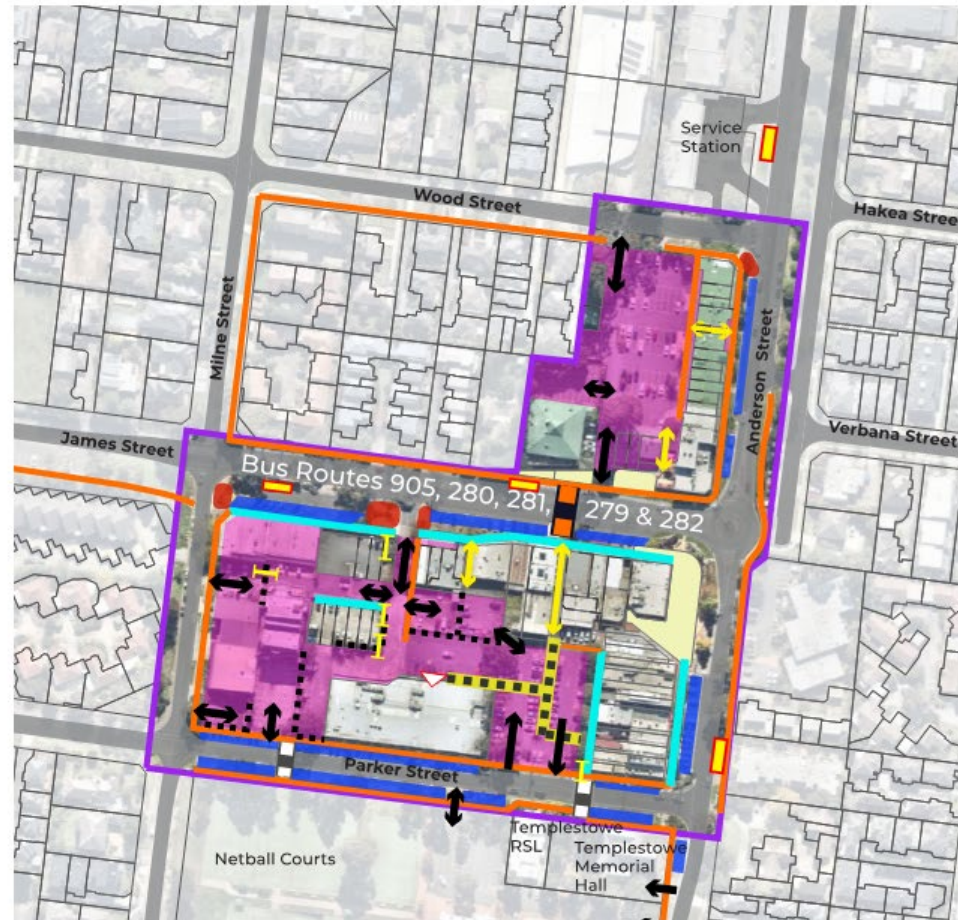 Service
Station
Wood Street
Hakea Stree
Milne Street
Anderson Street
Verbana Street
James Street
Bus Routes 905, 280, 281, 279 & 282
Parker Street
Templestowe
RSL
Templestowe
Memorial
Hall
Netball Courts